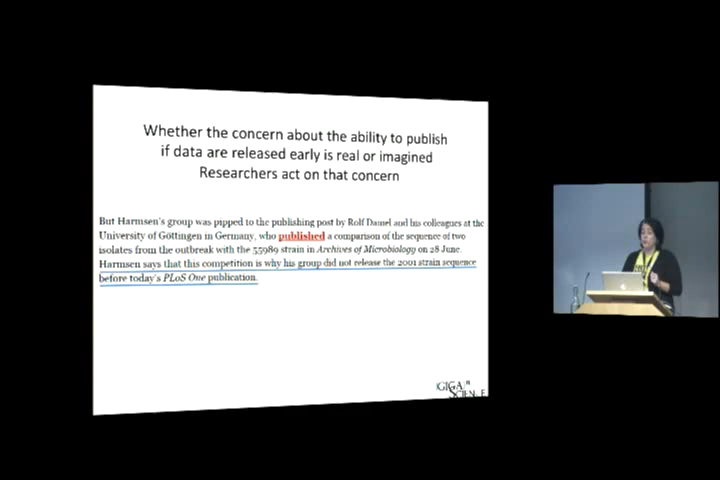 Whether the concern about the ability to publish
if data are released early is real or imagined
Researchers act on that concern
But Harmsen's group was pipped to the publishing post by Rolf Daniel and his colleagues at the
University of Göttingen in Germany, who published a comparison of the sequence of two
isolates from the outbreak with the 55989 strain in Archives of Microbiology on 28 June.
Harmsen says that this competition is why his group did not release the 2001 strain sequence
before today's PLoS One publication.
GIGA
SCIENCE